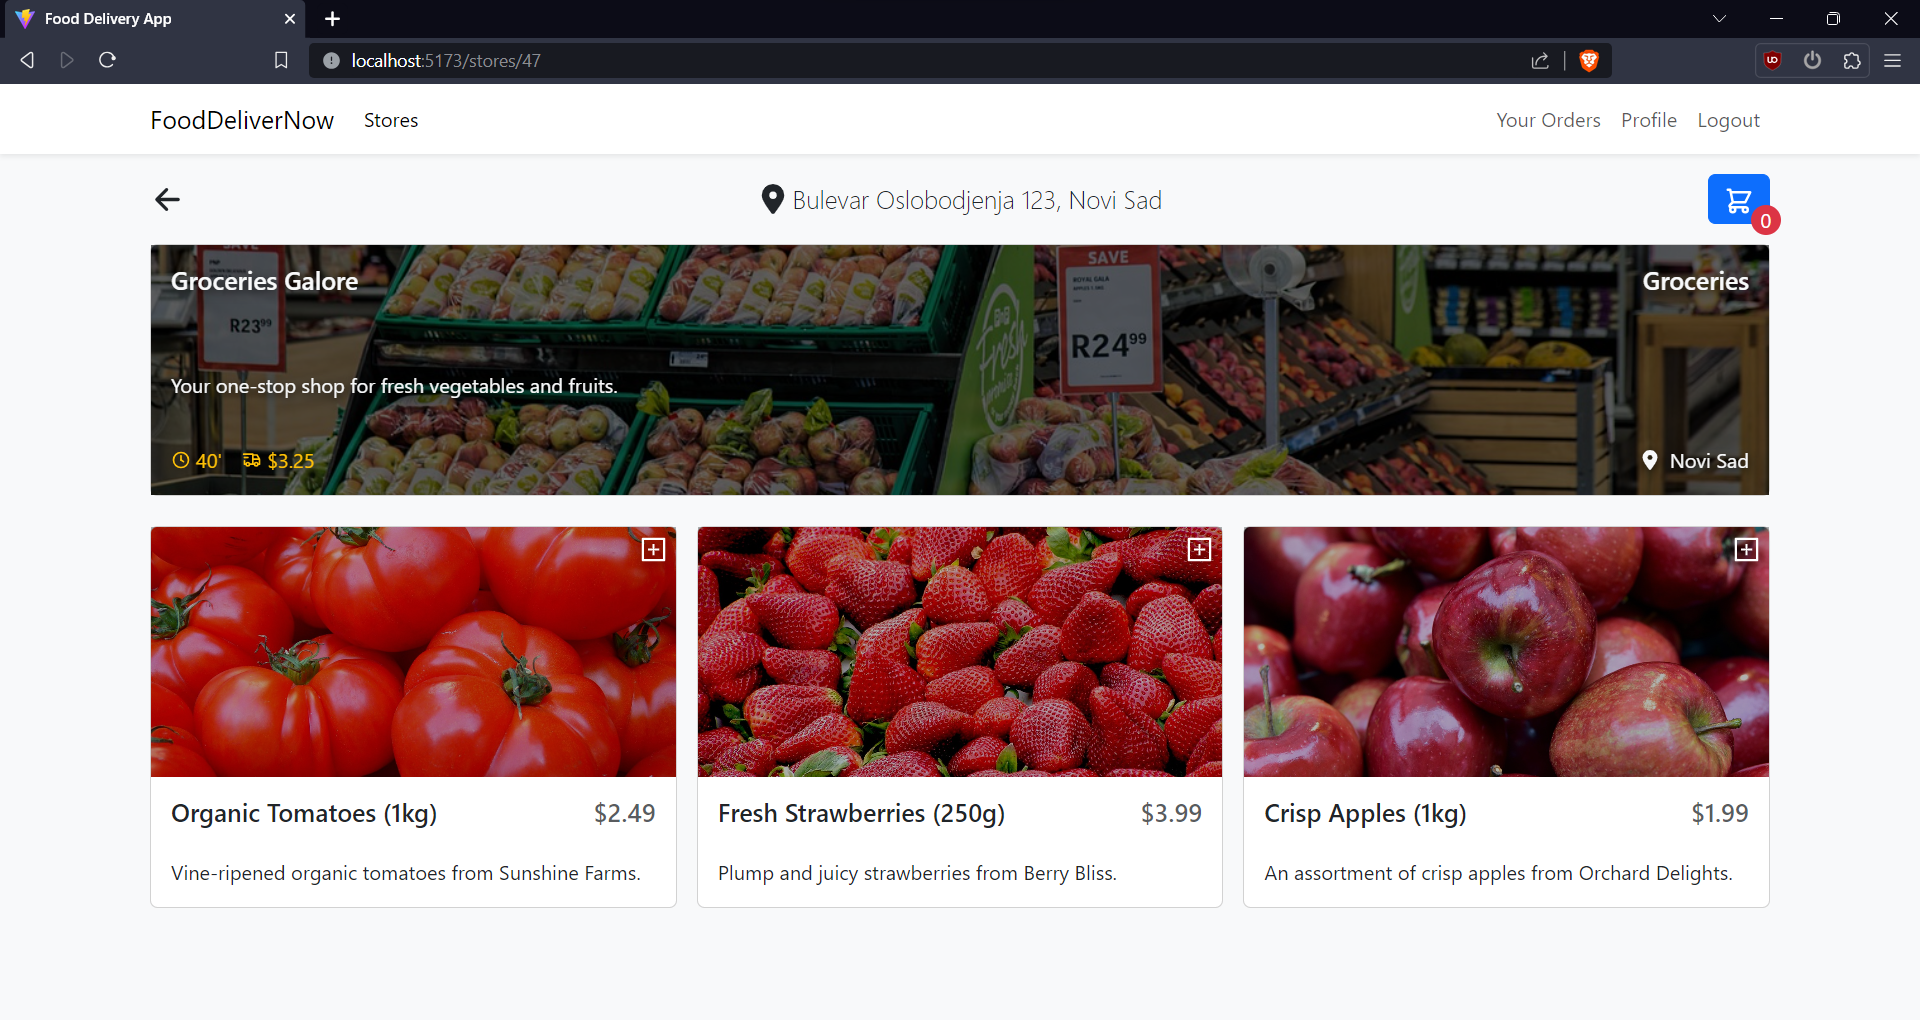 Food Delivery App
localhost:5173/stores/47
FoodDeliverNow Stores Your Orders Profile Logout
Bulevar Oslobodjenja 123, Novi Sad
0
Groceries Galore Groceries
SAVE
ROYAL GALA
R23⁹⁹
R24⁹⁹
Fresh
Your one-stop shop for fresh vegetables and fruits.
40' $3.25 Novi Sad
Organic Tomatoes (1kg) $2.49
Vine-ripened organic tomatoes from Sunshine Farms.
Fresh Strawberries (250g) $3.99
Plump and juicy strawberries from Berry Bliss.
Crisp Apples (1kg) $1.99
An assortment of crisp apples from Orchard Delights.